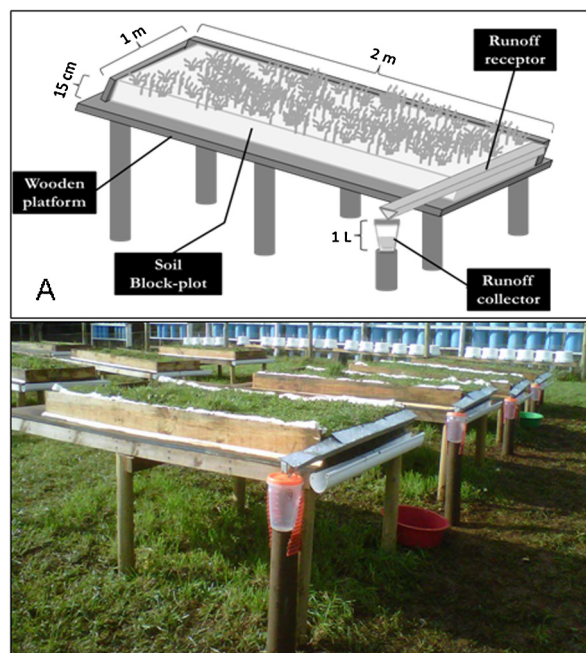 1 m
2 m
15 cm
Runoff
receptor
Wooden
platform
Soil
Block-plot
1 L
Runoff
collector
A